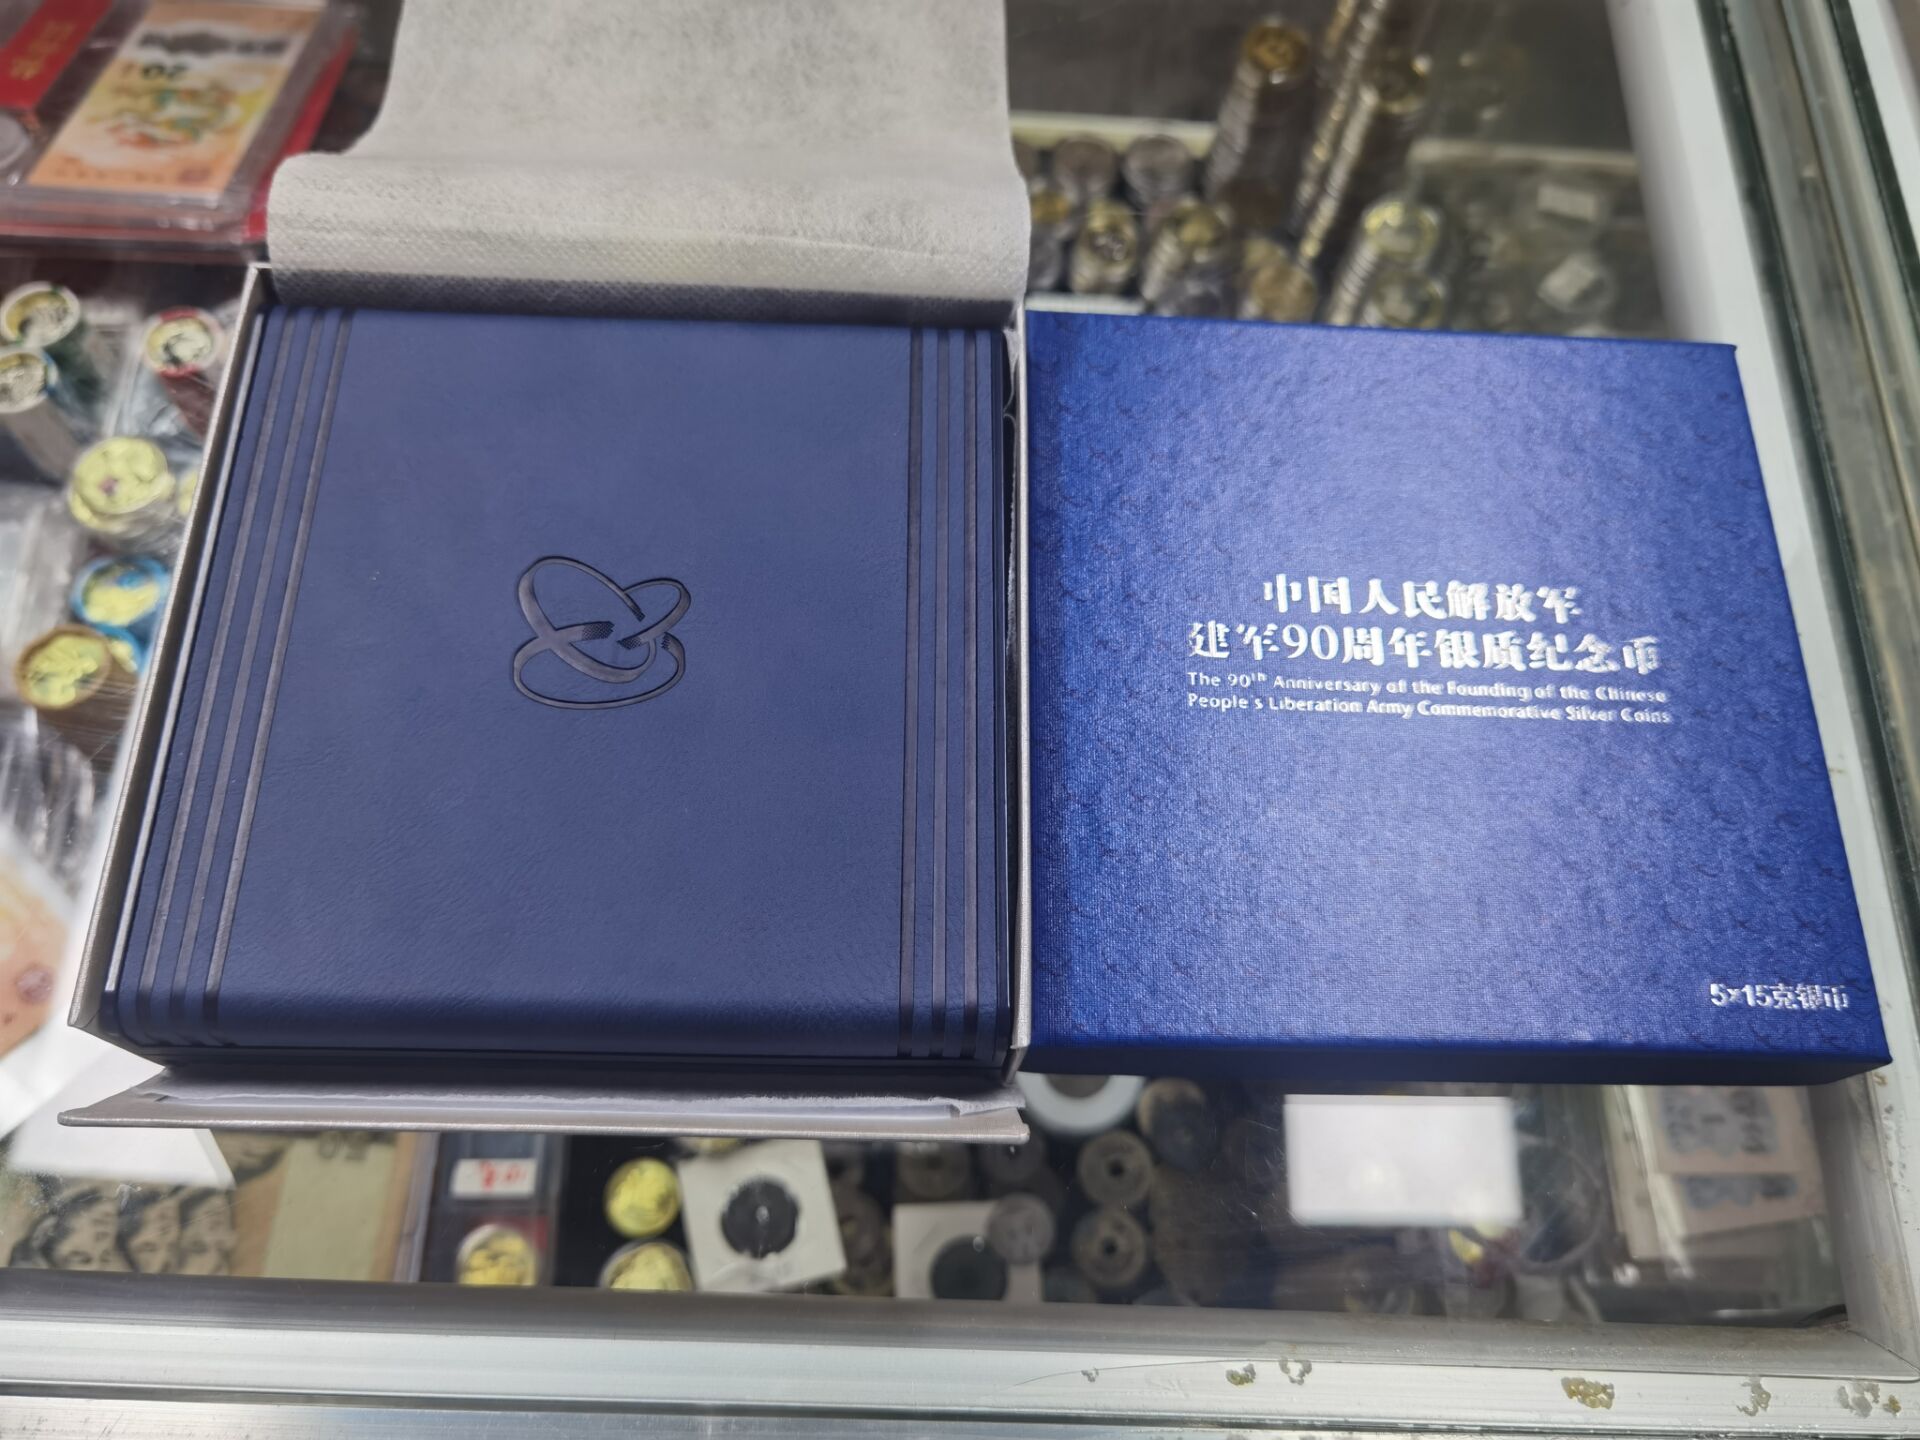 中国人民解放军
建军90周年银质纪念币
The 90th Anniversary of the Founding of the Chinese
People's Liberation Army Commemorative Silver Coins
5×15克银币
20